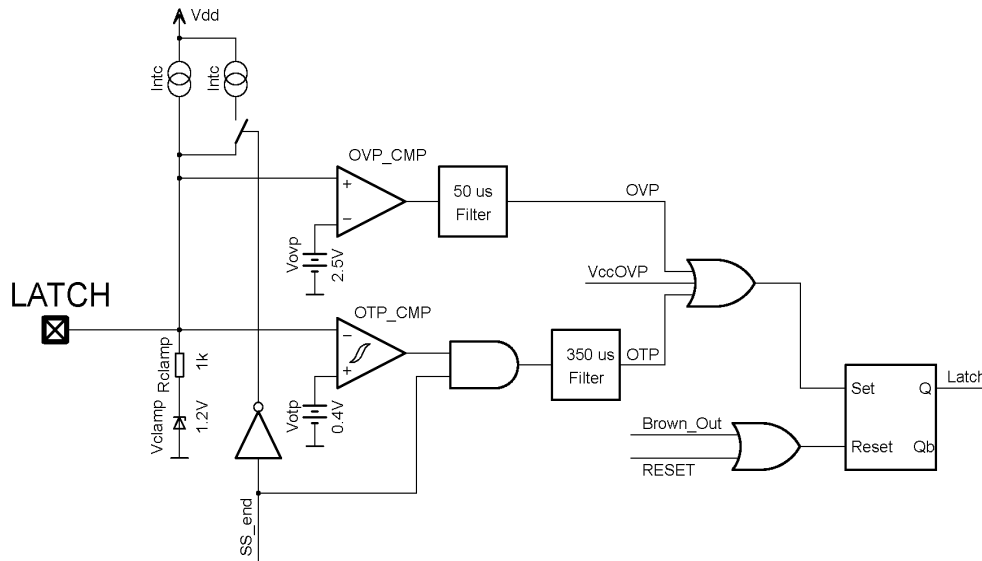 Vdd
Intc
Intc
OVP_CMP
50 us
Filter
OVP
+
−
Vovp
2.5V
VccOVP
LATCH
OTP_CMP
−
+
350 us
Filter
OTP
Rclamp
1k
Vclamp
1.2V
Votp
0.4V
Set
Q
Latch
Brown_Out
Reset
Qb
RESET
SS_end